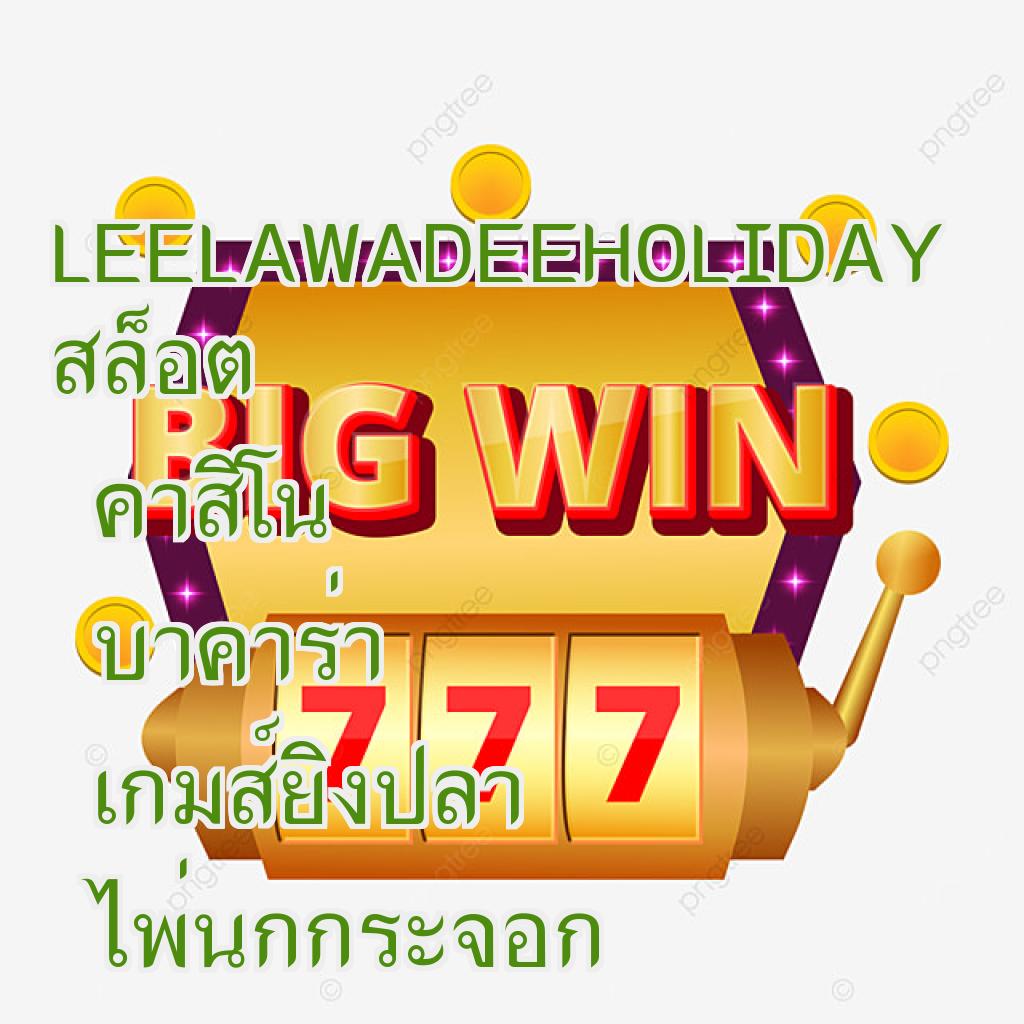 LEELAWADEEHOLIDAY
สล็อต
BIG WIN
คาสิโน
บาคาร่า
777
เกมส์ยิงปลา
ไพ่นกกระจอก
pngtree